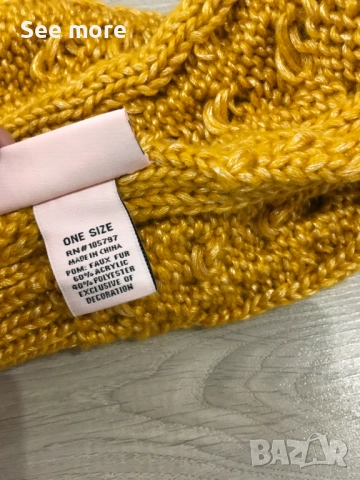 See more
ONE SIZE
RN# 105797
MADE IN CHINA
POM: FAUX FUR
60% ACRYLIC
40% POLYESTER
EXCLUSIVE OF
DECORATION
BAZAR